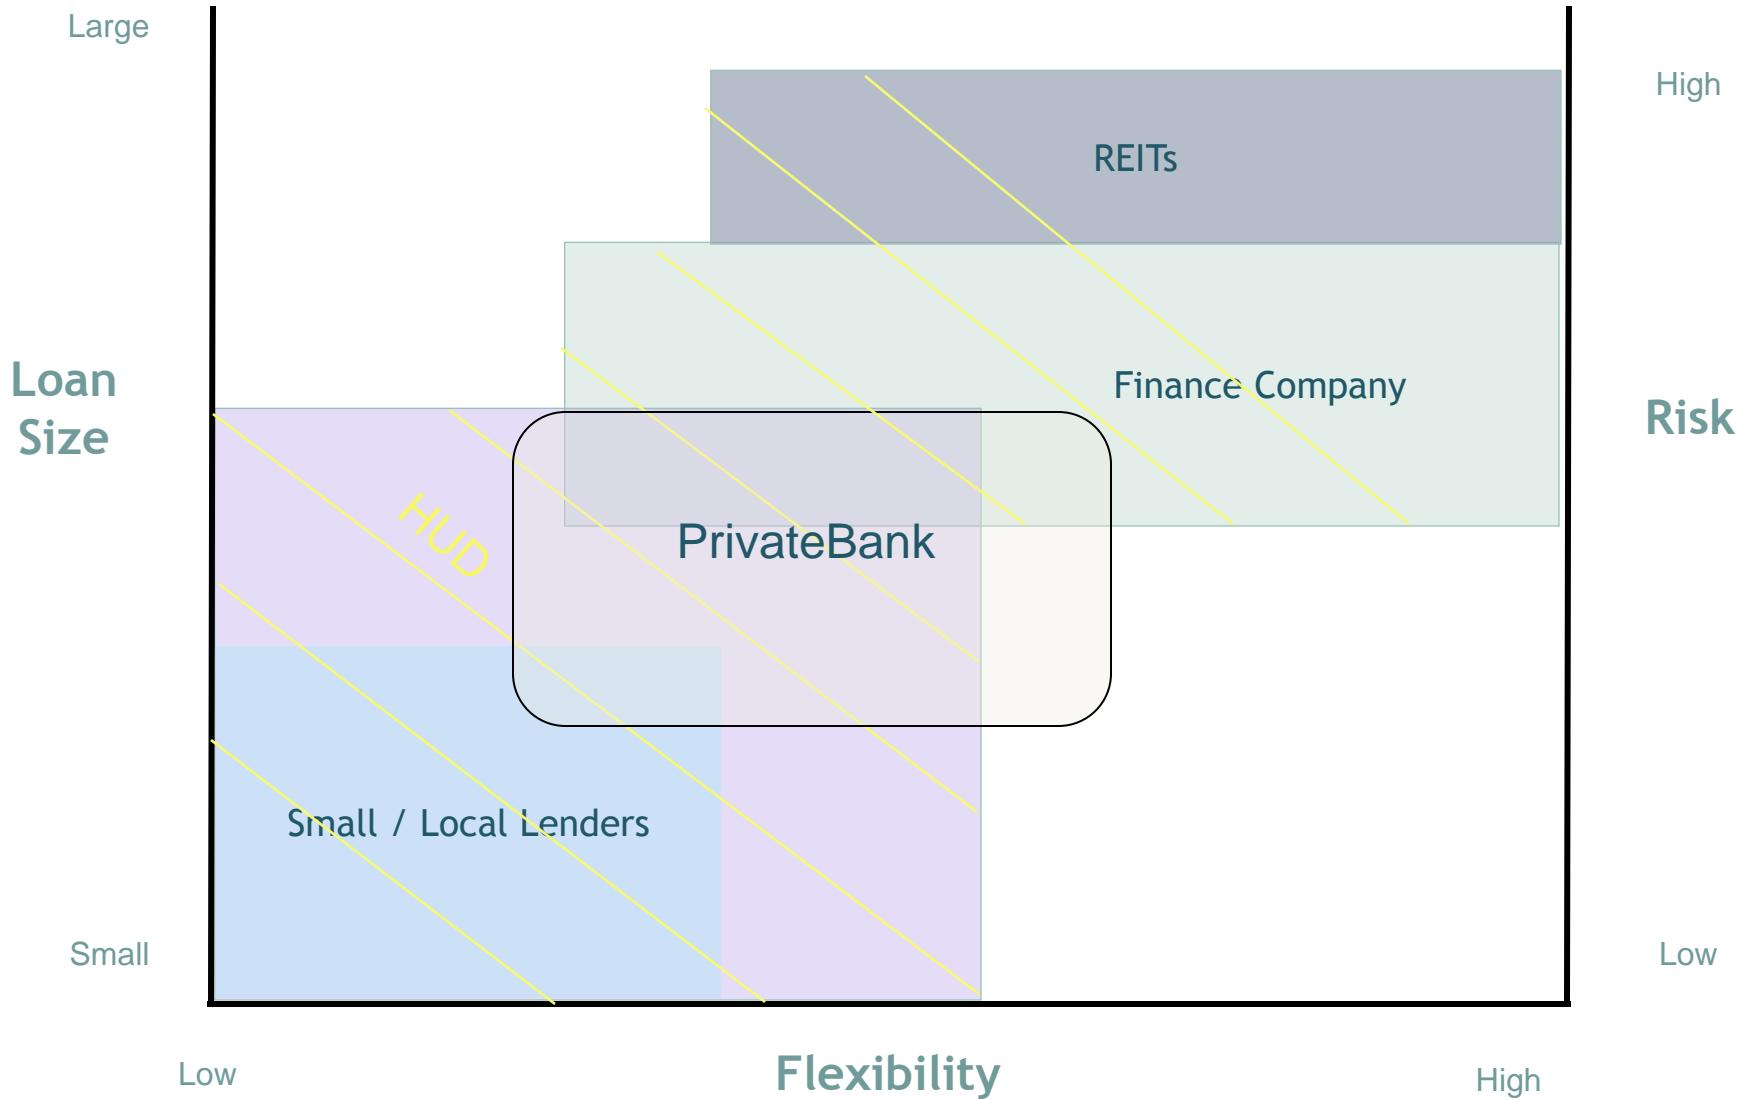 Large
High
REITs
Loan
Size
Finance Company
Risk
HUD
PrivateBank
Small / Local Lenders
Small
Low
Low
Flexibility
High